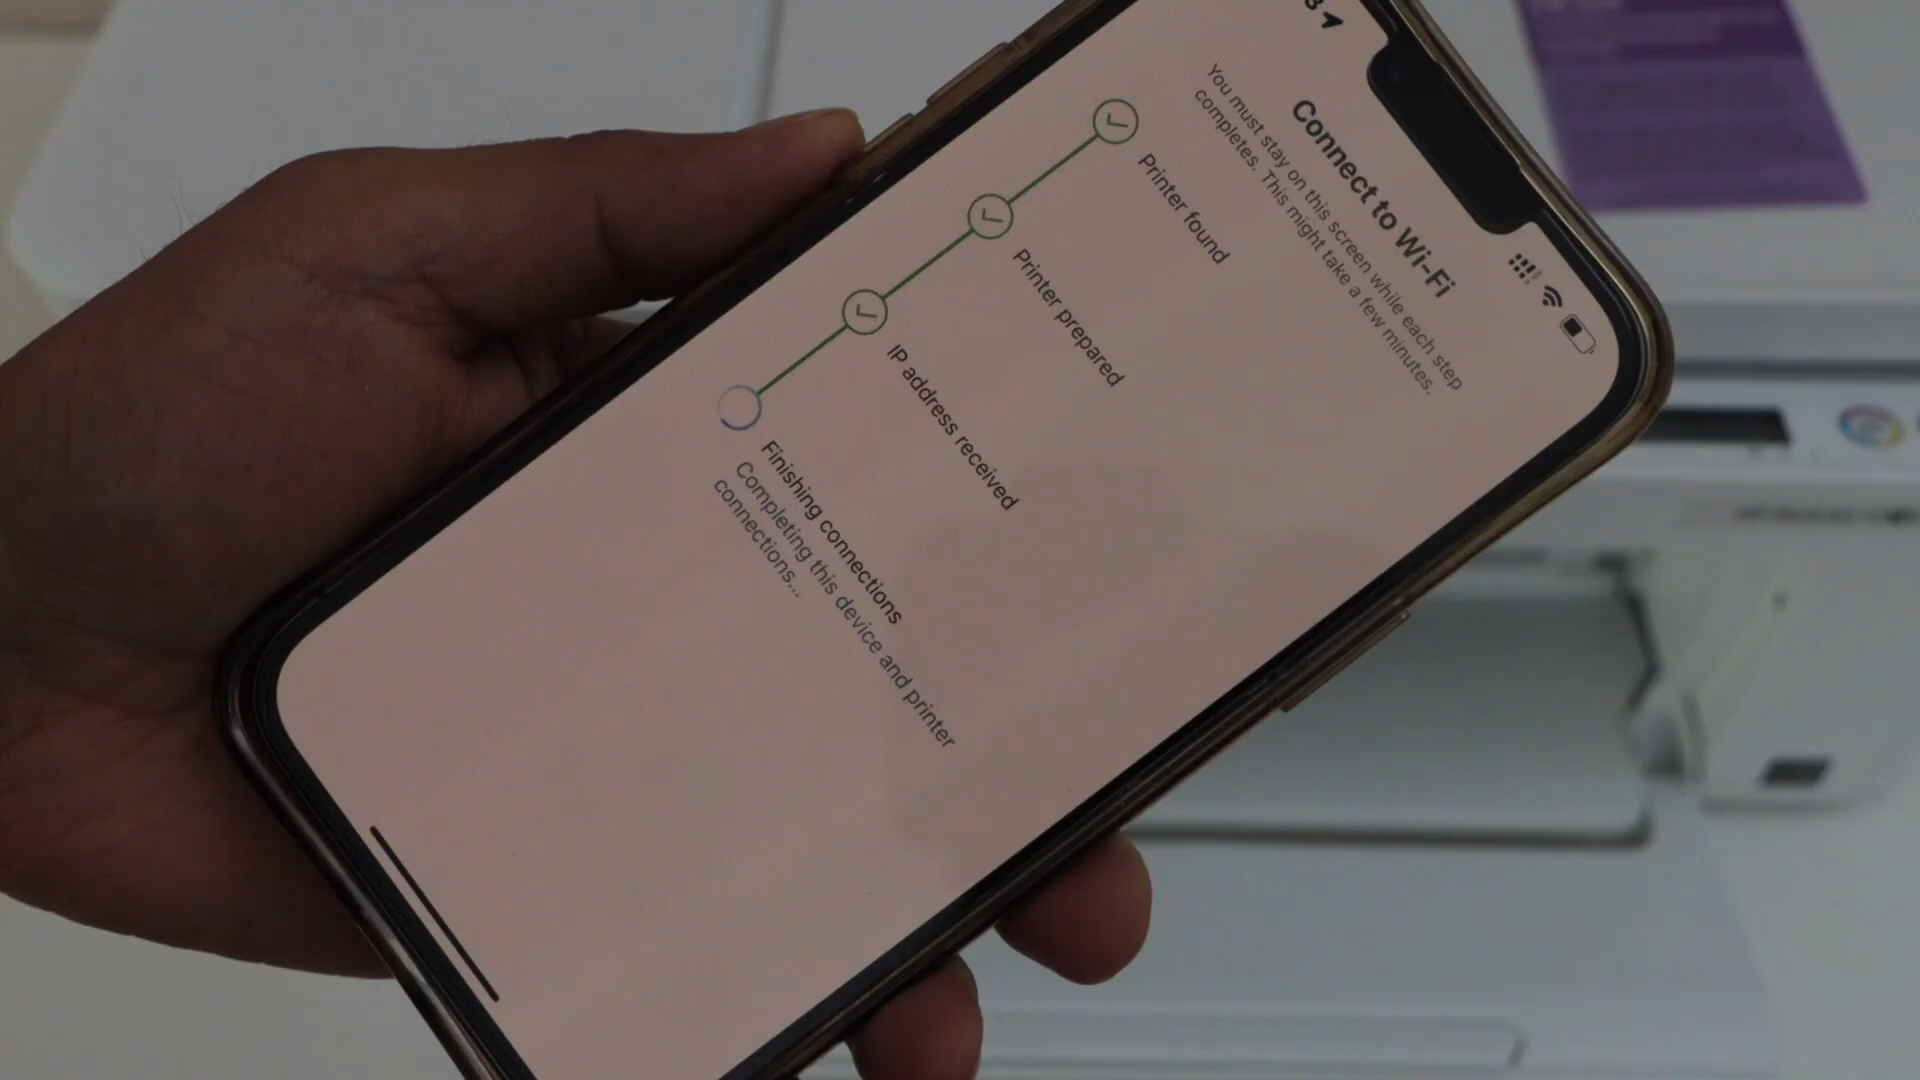 Connect to Wi-Fi
You must stay on this screen while each step
completes. This might take a few minutes.
Printer found
Printer prepared
IP address received
Finishing connections
Completing this device and printer
connections...